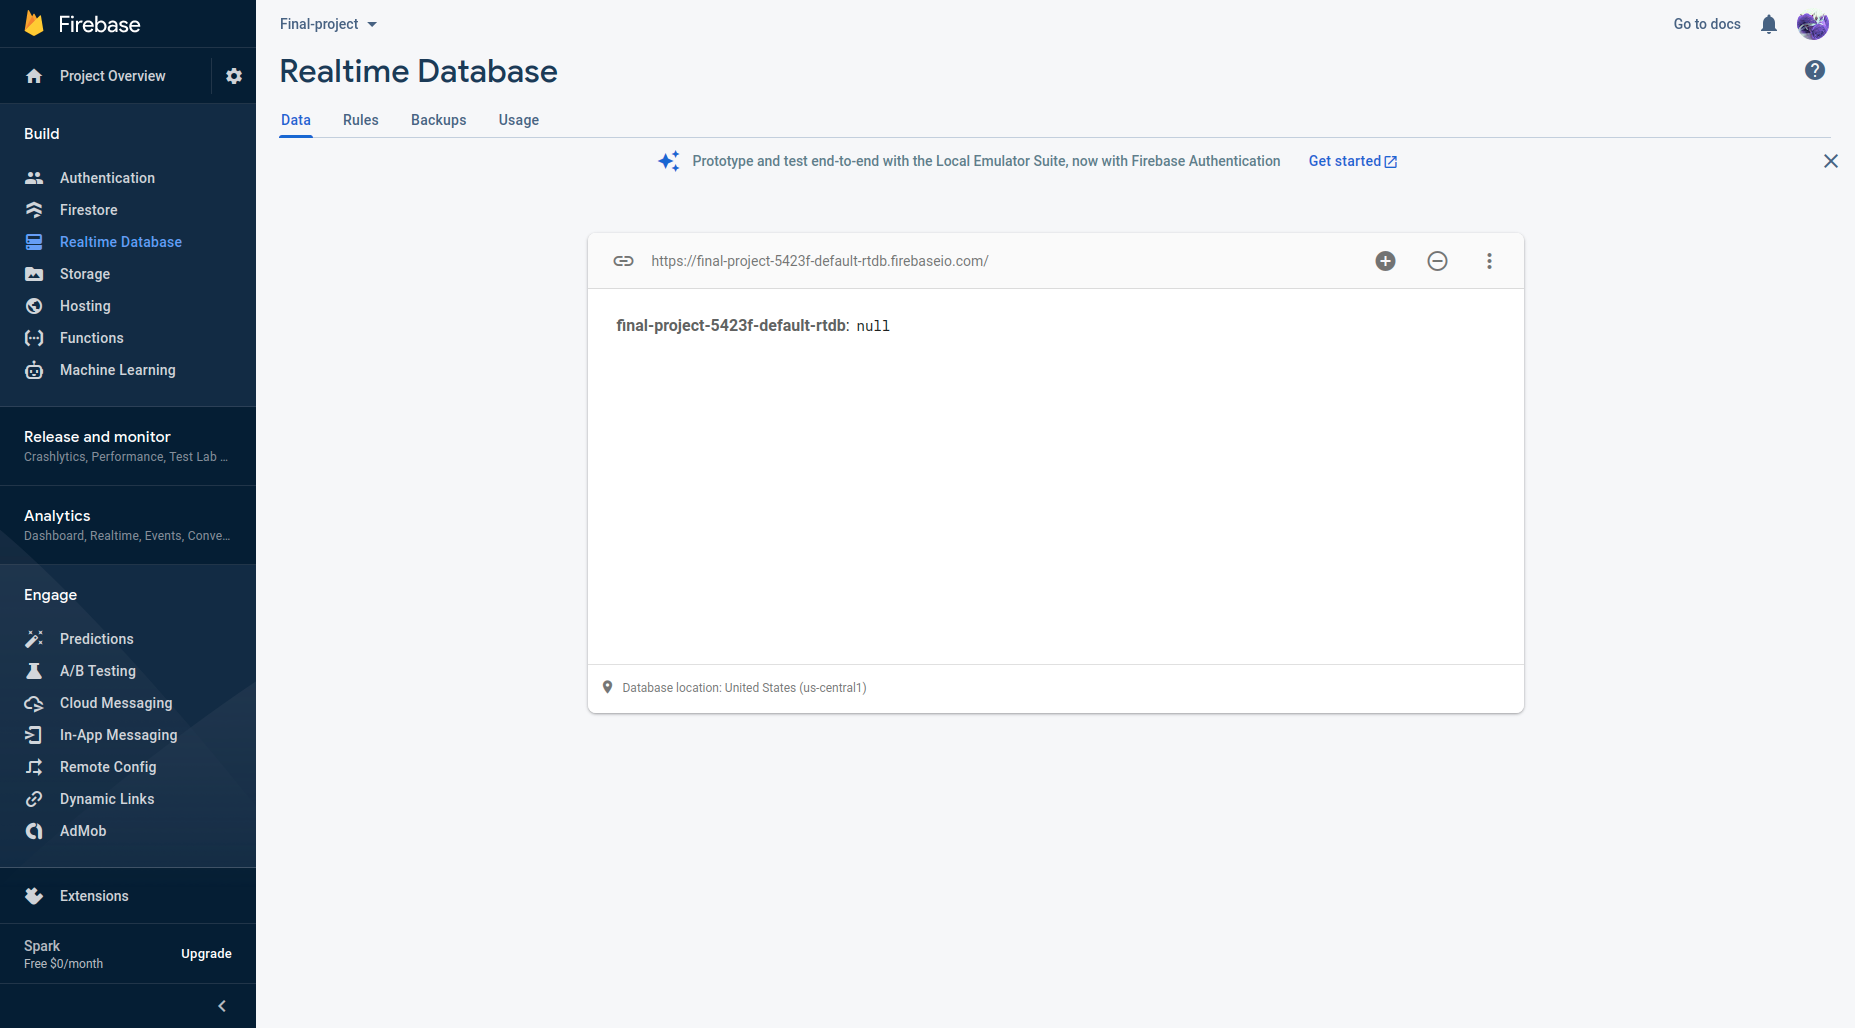 Firebase
Project Overview
Build
Authentication
Firestore
Realtime Database
Storage
Hosting
Functions
Machine Learning
Release and monitor
Crashlytics, Performance, Test Lab ...
Analytics
Dashboard, Realtime, Events, Conve...
Engage
Predictions
A/B Testing
Cloud Messaging
In-App Messaging
Remote Config
Dynamic Links
AdMob
Extensions
Spark
Free $0/month
Upgrade
Final-project
Go to docs
Realtime Database
Data Rules Backups Usage
Prototype and test end-to-end with the Local Emulator Suite, now with Firebase Authentication Get started
https://final-project-5423f-default-rtdb.firebaseio.com/
final-project-5423f-default-rtdb: null
Database location: United States (us-central1)